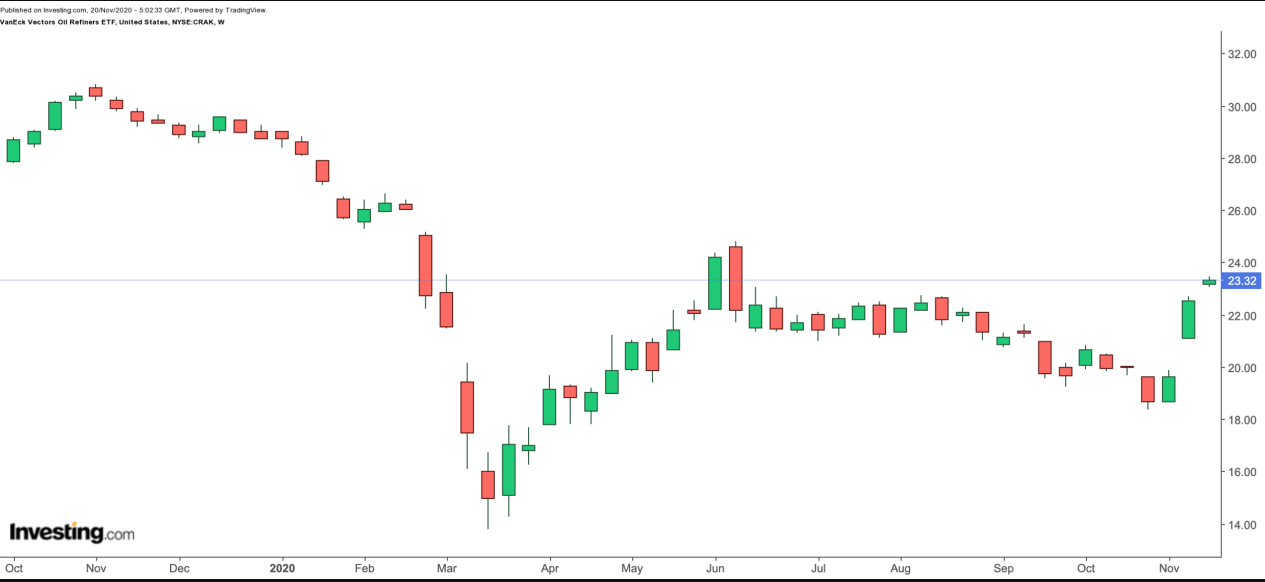 Published on Investing.com, 20/Nov/2020 - 5:02:33 GMT, Powered by TradingView.
VanEck Vectors Oil Refiners ETF, United States, NYSE:CRAK, W
32.00
30.00
28.00
26.00
24.00
23.32
22.00
20.00
18.00
16.00
14.00
Investing.com
Oct Nov Dec 2020 Feb Mar Apr May Jun Jul Aug Sep Oct Nov